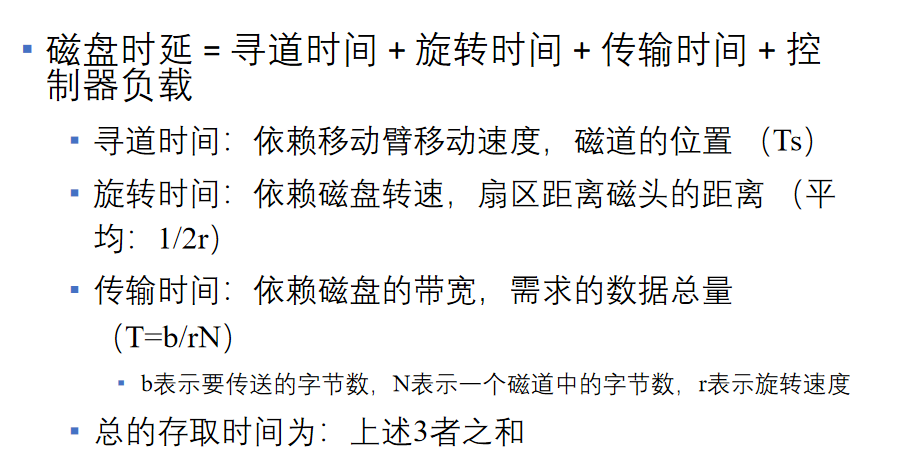 ▪ 磁盘时延 = 寻道时间 + 旋转时间 + 传输时间 + 控
制器负载
▪ 寻道时间：依赖移动臂移动速度，磁道的位置 （Ts）
▪ 旋转时间：依赖磁盘转速，扇区距离磁头的距离 （平
均：1/2r）
▪ 传输时间：依赖磁盘的带宽，需求的数据总量
（T=b/rN）
▪ b表示要传送的字节数，N表示一个磁道中的字节数，r表示旋转速度
▪ 总的存取时间为：上述3者之和